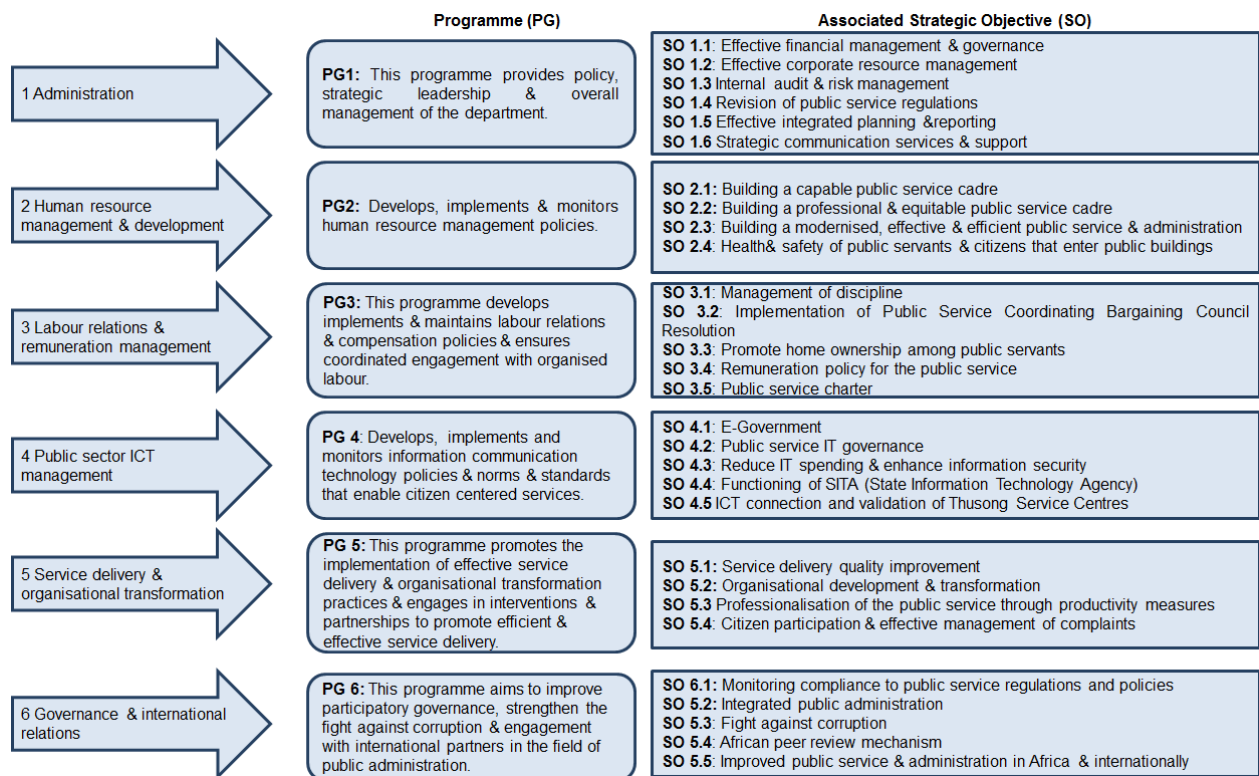 Programme (PG)
Associated Strategic Objective (SO)
1 Administration
PG1: This programme provides policy,
strategic leadership & overall
management of the department.
SO 1.1: Effective financial management & governance
SO 1.2: Effective corporate resource management
SO 1.3 Internal audit & risk management
SO 1.4 Revision of public service regulations
SO 1.5 Effective integrated planning &reporting
SO 1.6 Strategic communication services & support
2 Human resource
management & development
PG2: Develops, implements & monitors
human resource management policies.
SO 2.1: Building a capable public service cadre
SO 2.2: Building a professional & equitable public service cadre
SO 2.3: Building a modernised, effective & efficient public service & administration
SO 2.4: Health& safety of public servants & citizens that enter public buildings
3 Labour relations &
remuneration management
PG3: This programme develops
implements & maintains labour relations
& compensation policies & ensures
coordinated engagement with organised
labour.
SO 3.1: Management of discipline
SO 3.2: Implementation of Public Service Coordinating Bargaining Council
Resolution
SO 3.3: Promote home ownership among public servants
SO 3.4: Remuneration policy for the public service
SO 3.5: Public service charter
4 Public sector ICT
management
PG 4: Develops, implements and
monitors information communication
technology policies & norms & standards
that enable citizen centered services.
SO 4.1: E-Government
SO 4.2: Public service IT governance
SO 4.3: Reduce IT spending & enhance information security
SO 4.4: Functioning of SITA (State Information Technology Agency)
SO 4.5 ICT connection and validation of Thusong Service Centres
5 Service delivery &
organisational transformation
PG 5: This programme promotes the
implementation of effective service
delivery & organisational transformation
practices & engages in interventions &
partnerships to promote efficient &
effective service delivery.
SO 5.1: Service delivery quality improvement
SO 5.2: Organisational development & transformation
SO 5.3 Professionalisation of the public service through productivity measures
SO 5.4: Citizen participation & effective management of complaints
6 Governance & international
relations
PG 6: This programme aims to improve
participatory governance, strengthen the
fight against corruption & engagement
with international partners in the field of
public administration.
SO 6.1: Monitoring compliance to public service regulations and policies
SO 5.2: Integrated public administration
SO 5.3: Fight against corruption
SO 5.4: African peer review mechanism
SO 5.5: Improved public service & administration in Africa & internationally